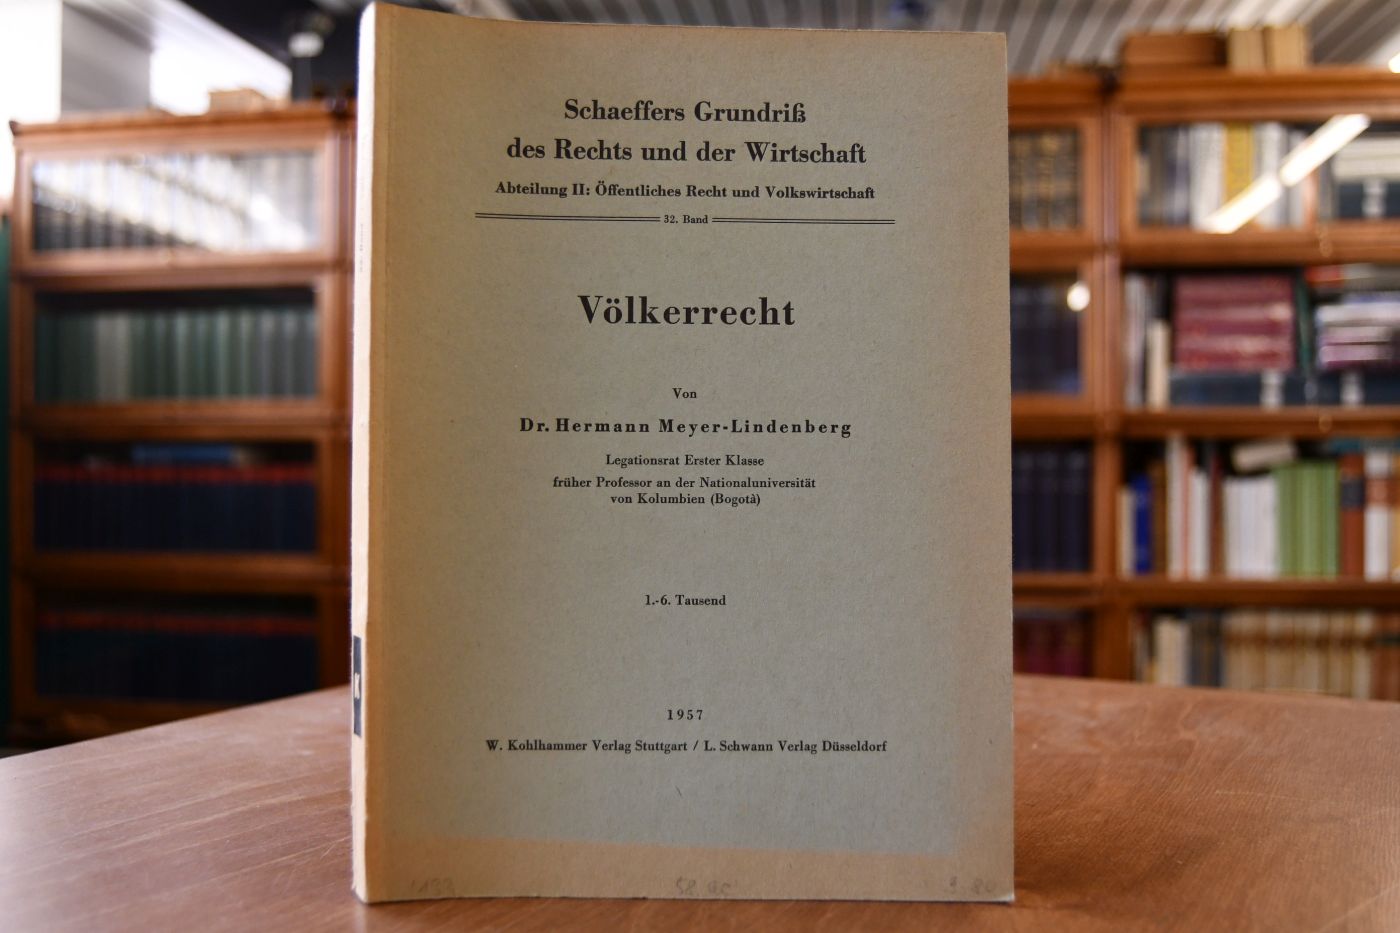 Schaeffers Grundriß
des Rechts und der Wirtschaft
Abteilung II: Öffentliches Recht und Volkswirtschaft
32. Band
Völkerrecht
Von
Dr. Hermann Meyer-Lindenberg
Legationsrat Erster Klasse
früher Professor an der Nationaluniversität
von Kolumbien (Bogotà)
1.-6. Tausend
1957
W. Kohlhammer Verlag Stuttgart / L. Schwann Verlag Düsseldorf
K